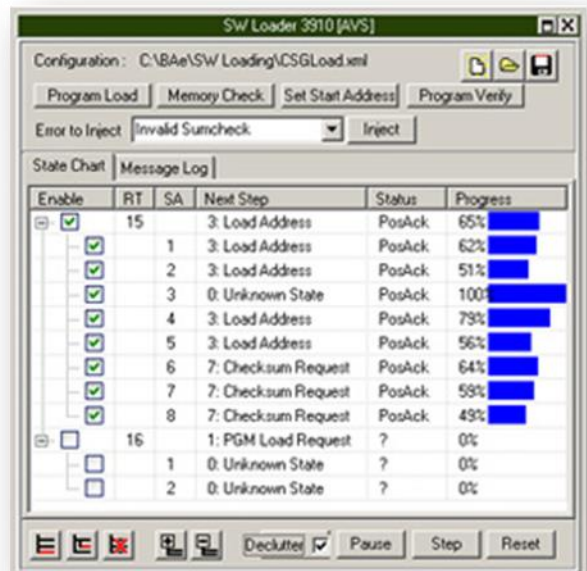 SW Loader 3910 [AVS]
Configuration : C:\BAe\SW Loading\CSGLoad.xml
Program Load Memory Check Set Start Address Program Verify
Error to Inject Invalid Sumcheck Inject
State Chart Message Log
Enable RT SA Next Step Status Progress
15 3: Load Address PosAck 65%
1 3: Load Address PosAck 62%
2 3: Load Address PosAck 51%
3 0: Unknown State PosAck 100%
4 3: Load Address PosAck 79%
5 3: Load Address PosAck 56%
6 7: Checksum Request PosAck 64%
7 7: Checksum Request PosAck 59%
8 7: Checksum Request PosAck 49%
16 1: PGM Load Request ? 0%
1 0: Unknown State ? 0%
2 0: Unknown State ? 0%
Declutter Pause Step Reset